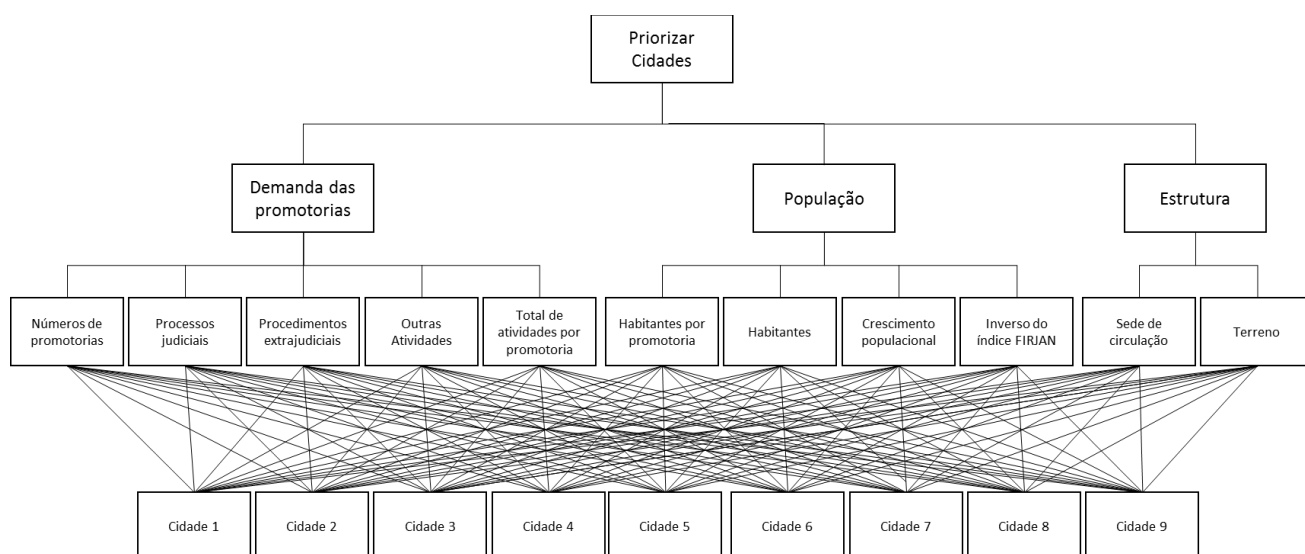 Priorizar
Cidades
Demanda das
promotorias
População
Estrutura
Números de
promotorias
Processos
judiciais
Procedimentos
extrajudiciais
Outras
Atividades
Total de
atividades por
promotoria
Habitantes por
promotoria
Habitantes
Crescimento
populacional
Inverso do
índice FIRJAN
Sede de
circulação
Terreno
Cidade 1
Cidade 2
Cidade 3
Cidade 4
Cidade 5
Cidade 6
Cidade 7
Cidade 8
Cidade 9